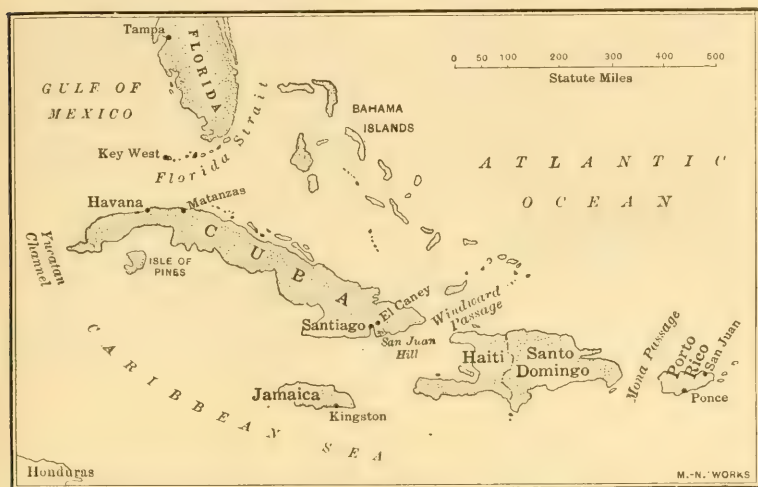 Tampa
FLORIDA
GULF OF
MEXICO
0 50 100 200 300 400 500
Statute Miles
BAHAMA
ISLANDS
Key West
Florida Strait
ATLANTIC
OCEAN
Havana
Matanzas
Yucatan
Channel
CUBA
ISLE OF
PINES
El Caney
Santiago
San Juan
Hill
Windward
Passage
Haiti
Santo
Domingo
Mona Passage
Porto
Rico
San Juan
Ponce
Jamaica
Kingston
CARIBBEAN SEA
Honduras
M.-N. WORKS